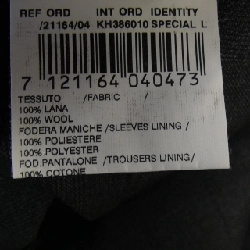 REF ORD INT ORD IDENTITY
/21164/04 KH386010 SPECIAL L
7 121164 040473
TESSUTO /FABRIC /
100% LANA
100% WOOL
FODERA MANICHE /SLEEVES LINING /
100% POLIESTERE
100% POLYESTER
FOD.PANTALONE /TROUSERS LINING/
100% COTONE